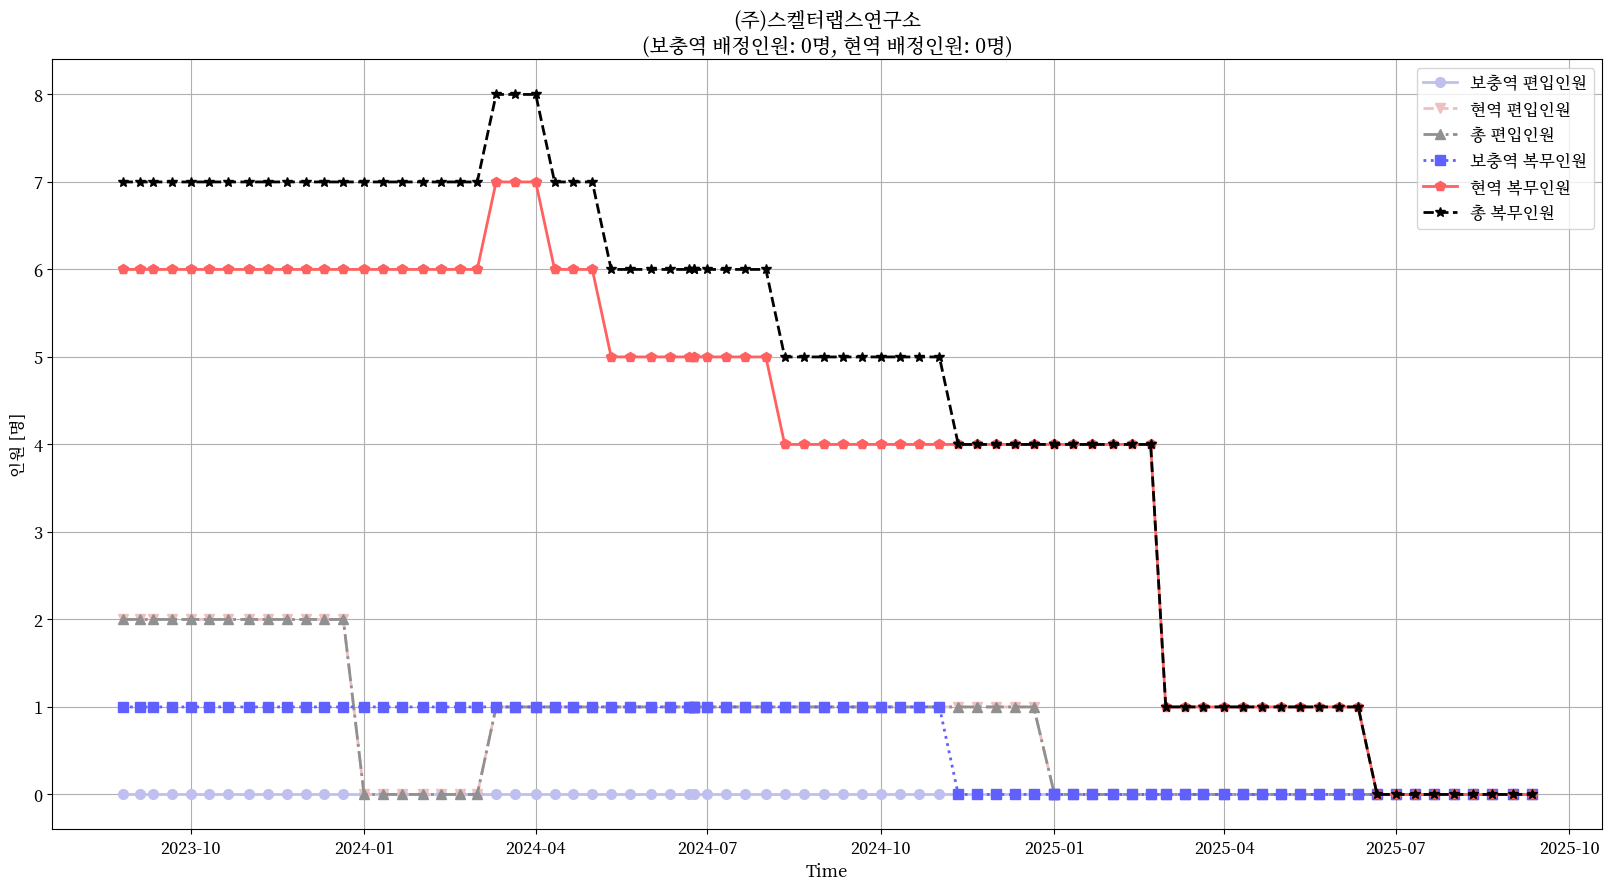 (주)스켈터랩스연구소
(보충역 배정인원: 0명, 현역 배정인원: 0명)
보충역 편입인원
현역 편입인원
총 편입인원
보충역 복무인원
현역 복무인원
총 복무인원
인원 [명]
8
7
6
5
4
3
2
1
0
2023-10
2024-01
2024-04
2024-07
2024-10
2025-01
2025-04
2025-07
2025-10
Time